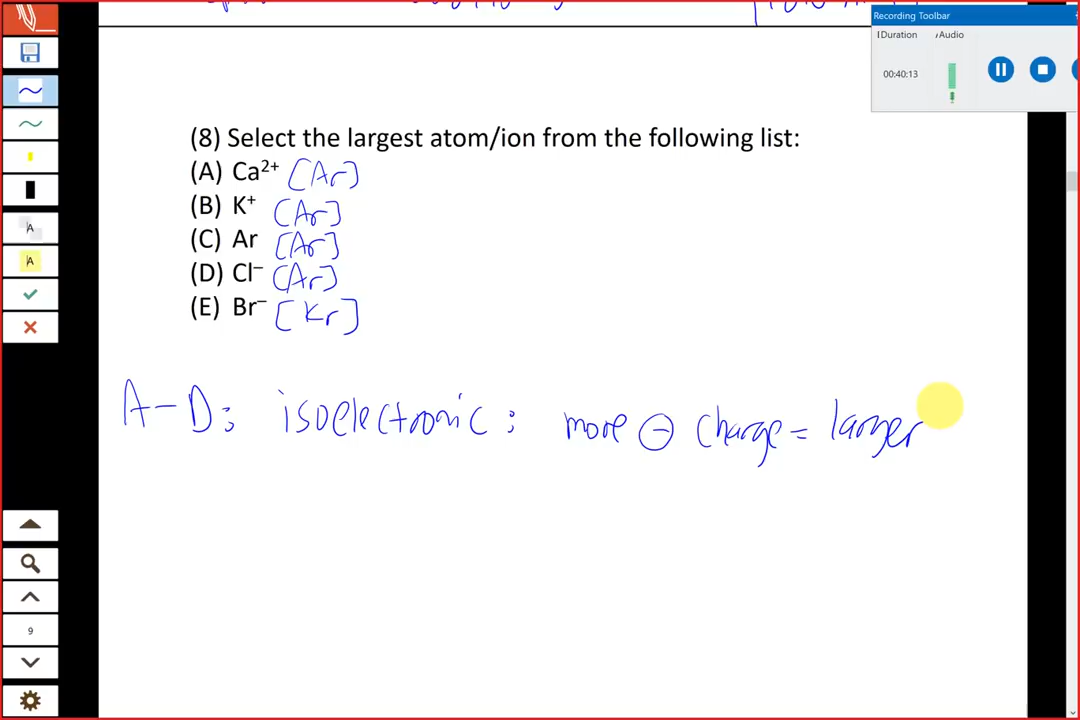 Recording Toolbar
Duration
Audio
00:40:13
(8) Select the largest atom/ion from the following list:
(A) Ca²⁺ [Ar]
(B) K⁺ [Ar]
(C) Ar [Ar]
(D) Cl⁻ [Ar]
(E) Br⁻ [Kr]
A-D: isoelectronic; more ⊖ charge = larger
A
A
9